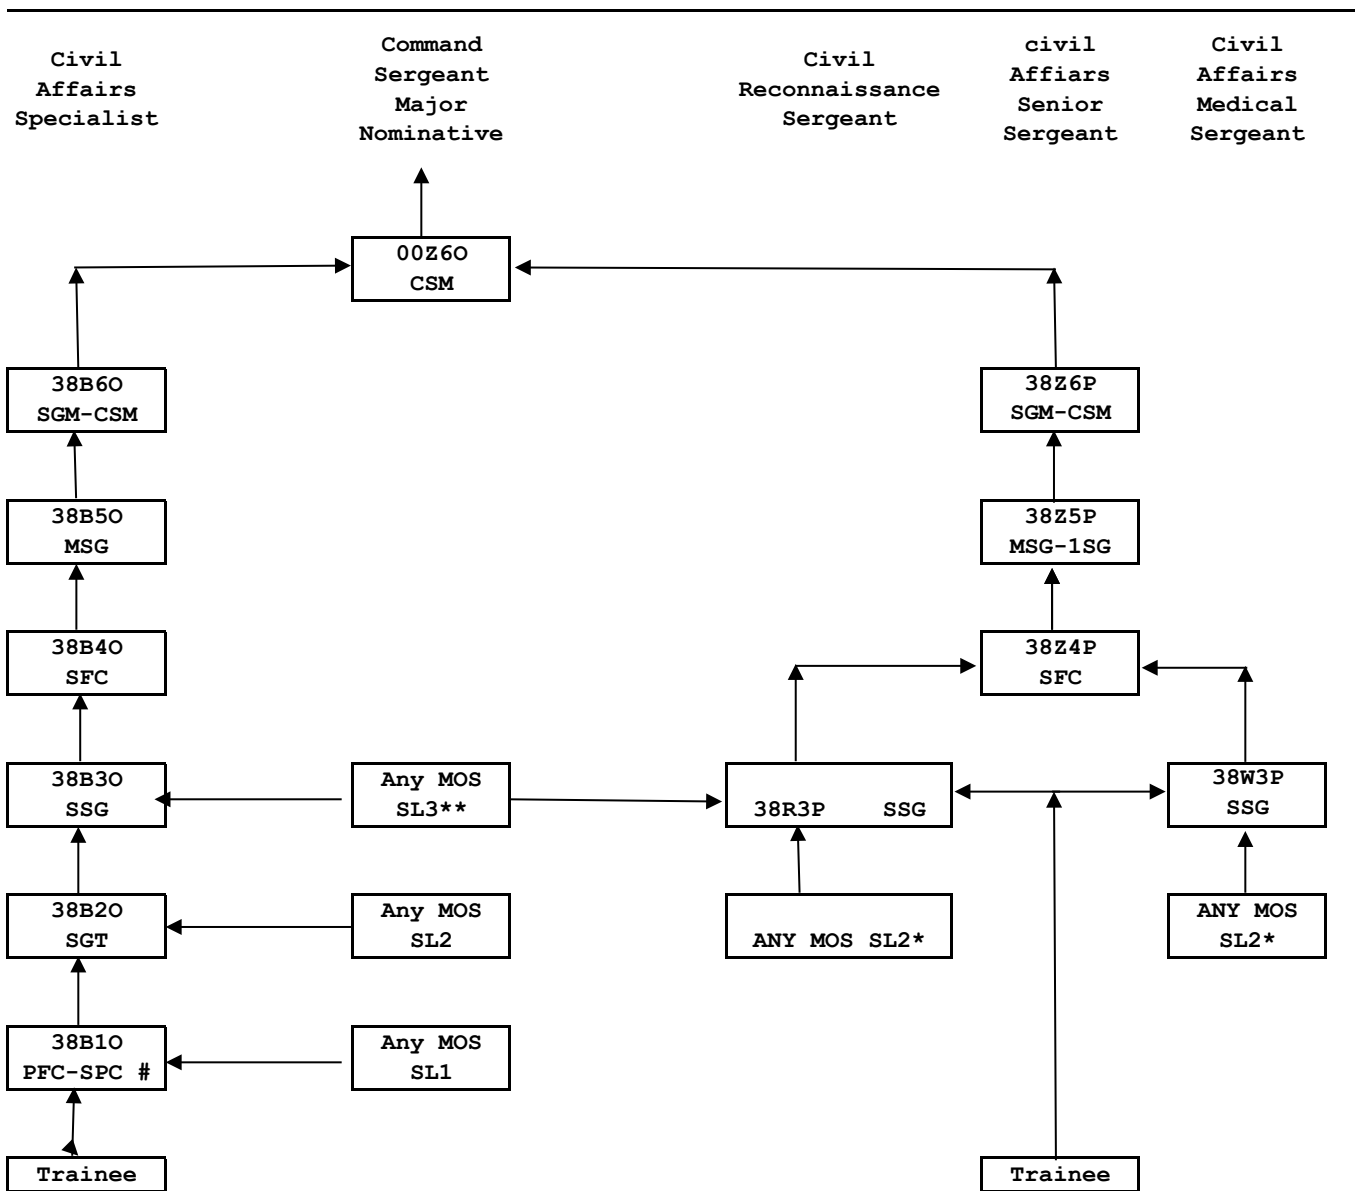 Civil
Affairs
Specialist
Command
Sergeant
Major
Nominative
Civil
Reconnaissance
Sergeant
civil
Affiars
Senior
Sergeant
Civil
Affairs
Medical
Sergeant
00Z6O
CSM
38B6O
SGM-CSM
38Z6P
SGM-CSM
38B5O
MSG
38Z5P
MSG-1SG
38B4O
SFC
38Z4P
SFC
38B3O
SSG
Any MOS
SL3**
38R3P SSG
38W3P
SSG
38B2O
SGT
Any MOS
SL2
ANY MOS SL2*
ANY MOS
SL2*
38B1O
PFC-SPC #
Any MOS
SL1
Trainee
Trainee